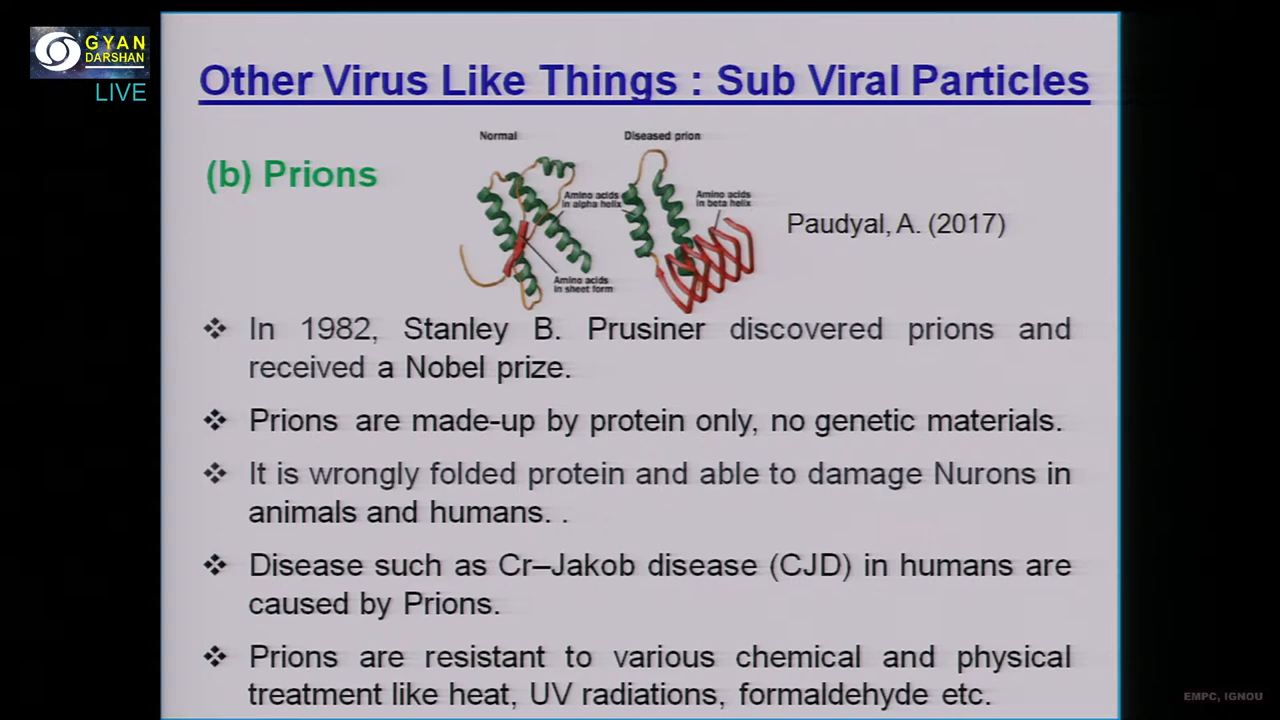 GYAN
DARSHAN
LIVE
Other Virus Like Things : Sub Viral Particles
(b) Prions
Normal
Diseased prion
Amino acids
in alpha helix
Amino acids
in beta helix
Amino acids
in sheet form
Paudyal, A. (2017)
In 1982, Stanley B. Prusiner discovered prions and
received a Nobel prize.
Prions are made-up by protein only, no genetic materials.
It is wrongly folded protein and able to damage Nurons in
animals and humans. .
Disease such as Cr–Jakob disease (CJD) in humans are
caused by Prions.
Prions are resistant to various chemical and physical
treatment like heat, UV radiations, formaldehyde etc.
EMPC, IGNOU